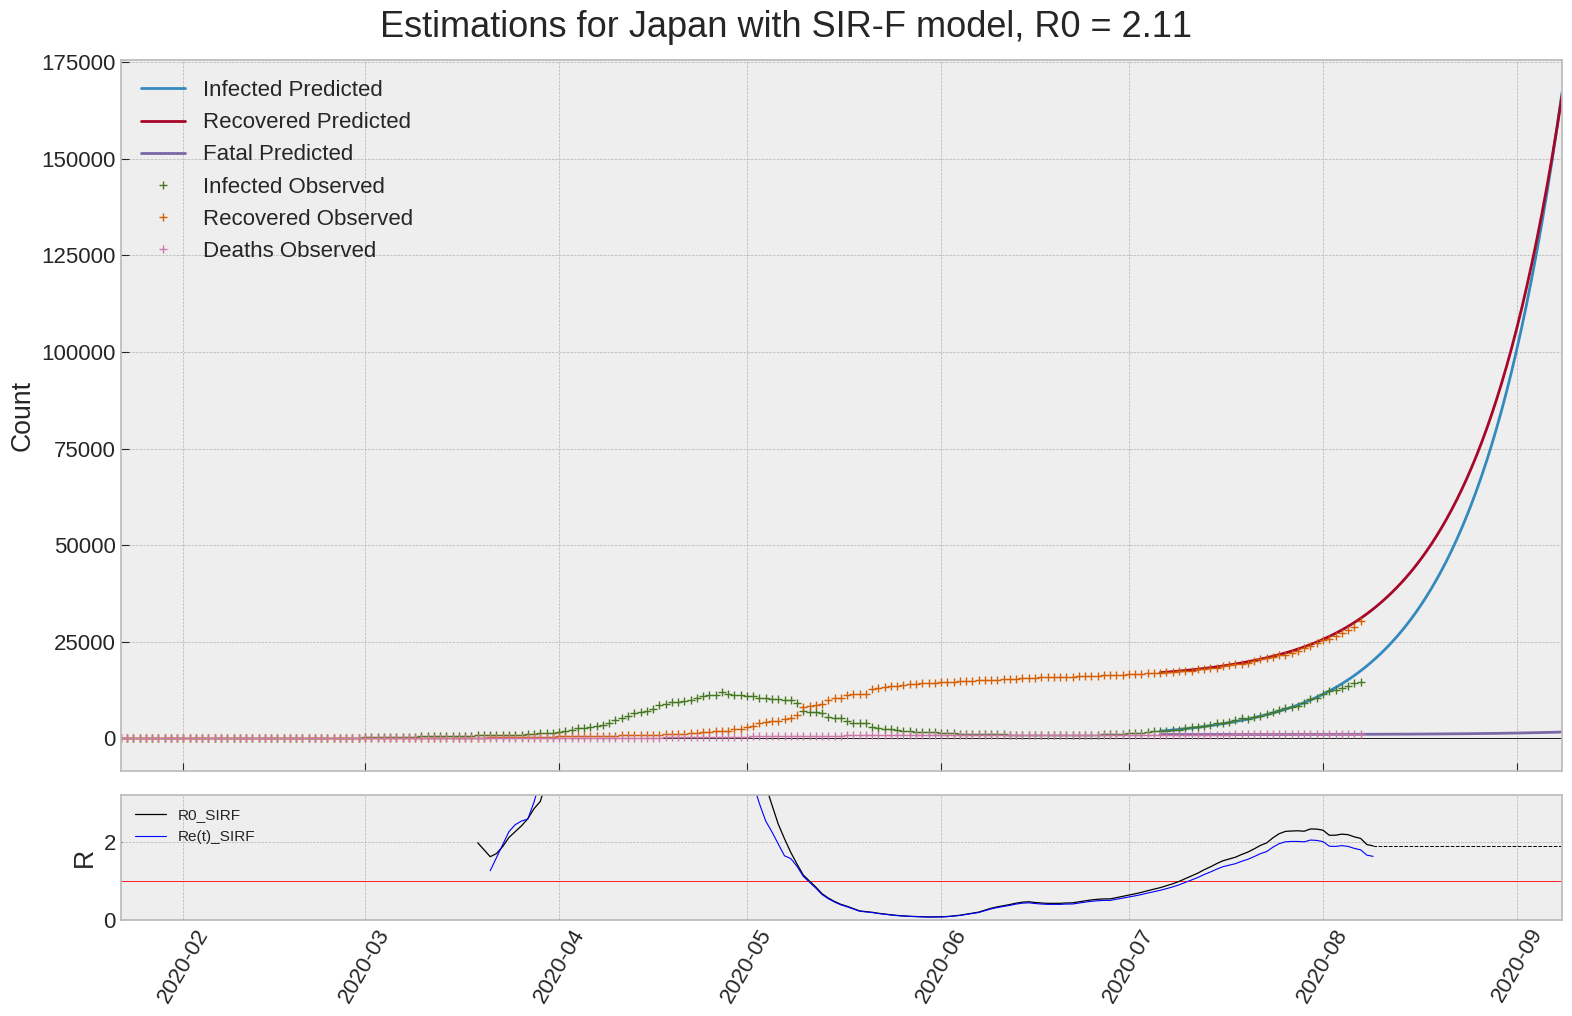 Estimations for Japan with SIR-F model, R0 = 2.11
175000
150000
125000
100000
75000
50000
25000
0
Count
Infected Predicted
Recovered Predicted
Fatal Predicted
Infected Observed
Recovered Observed
Deaths Observed
R0_SIRF
Re(t)_SIRF
2
0
R
2020-02
2020-03
2020-04
2020-05
2020-06
2020-07
2020-08
2020-09